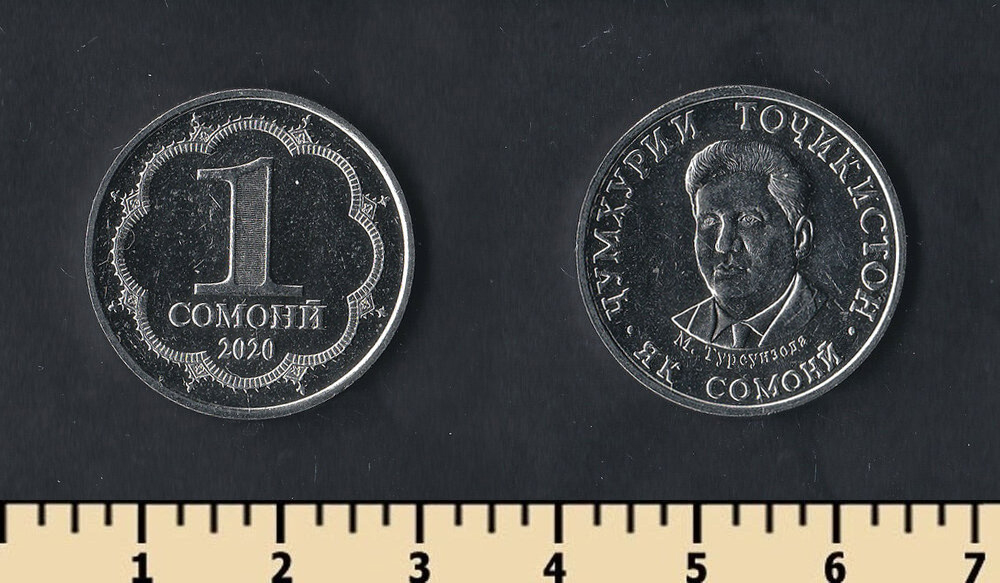 1
СОМОНӢ
2020
ҶУМҲУРИИ ТОҶИКИСТОН
М. Турсунзода
ЯК СОМОНӢ
1 2 3 4 5 6 7